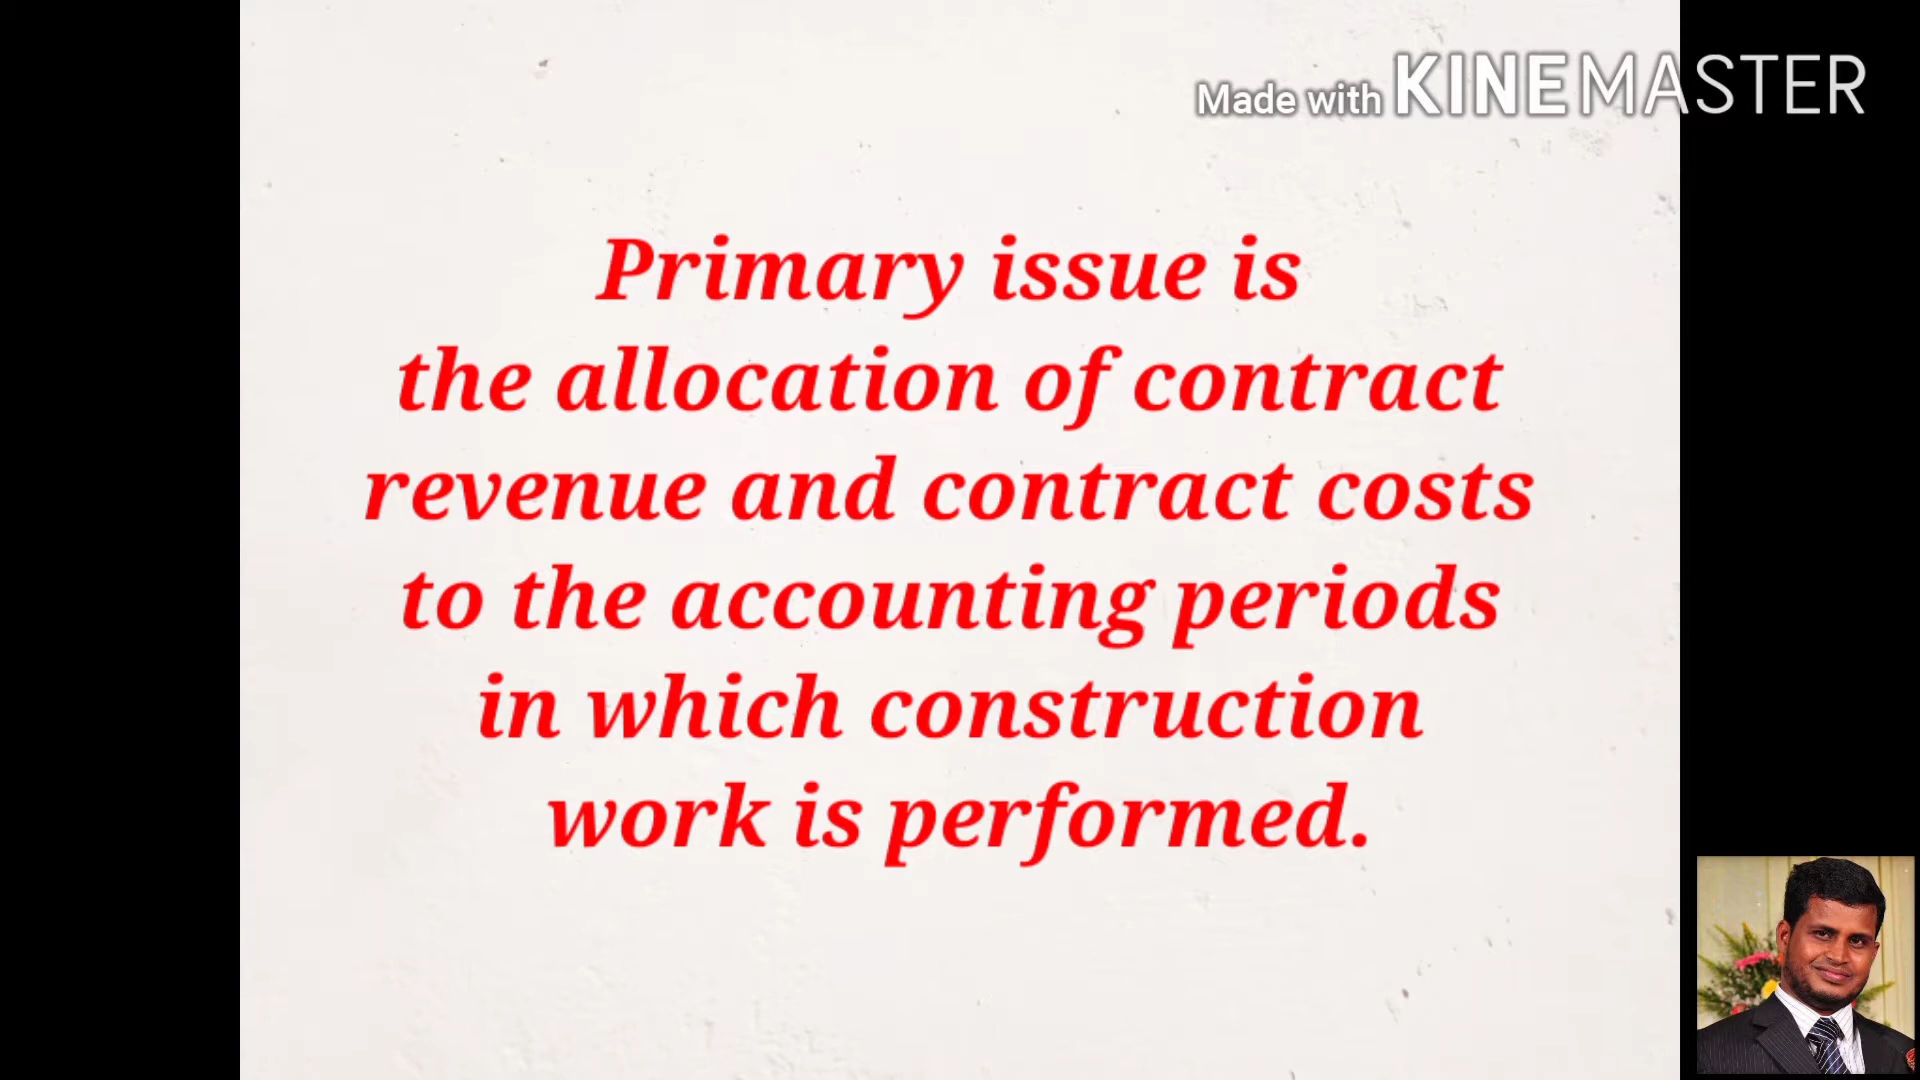 Made with KINEMASTER
Primary issue is
the allocation of contract
revenue and contract costs
to the accounting periods
in which construction
work is performed.